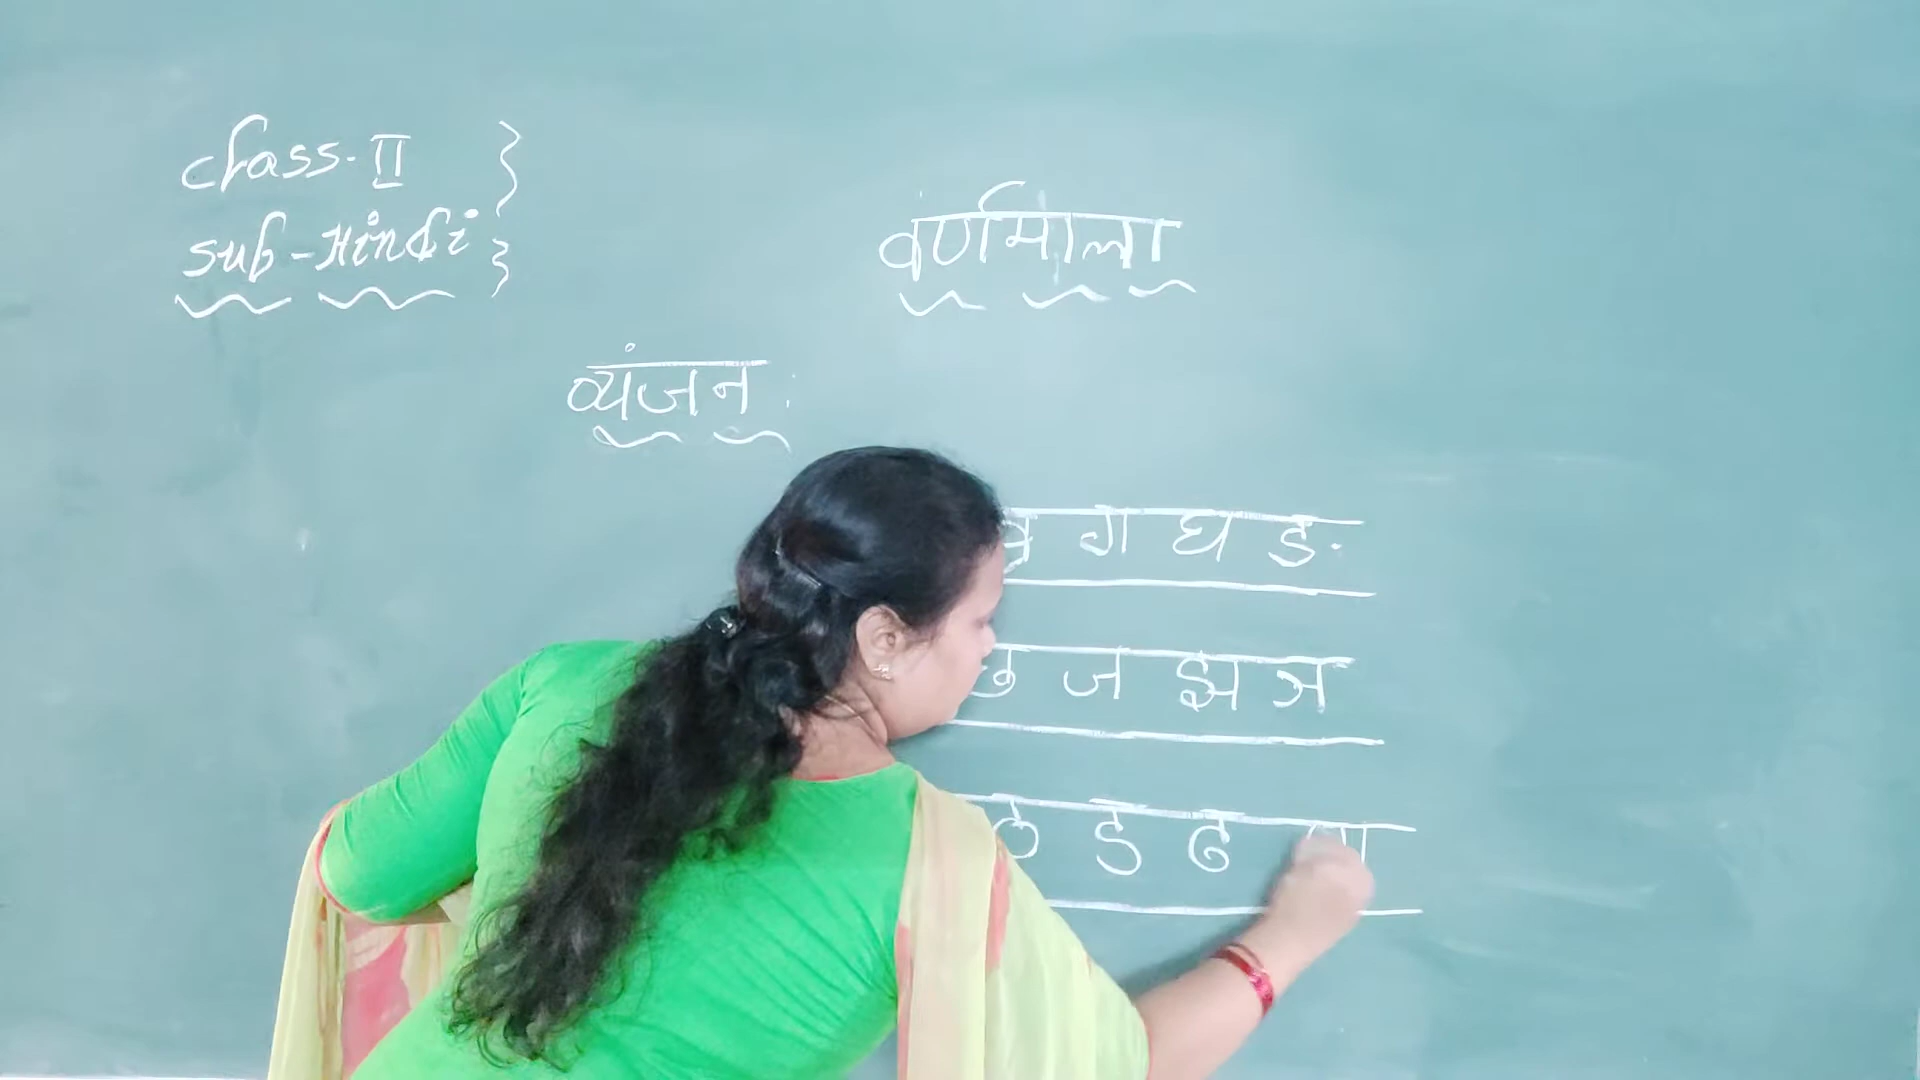 class-II
sub-Hindi
वर्णमाला
व्यंजन :
ग घ ङ
छ ज झ ञ
ठ ड ढ ण